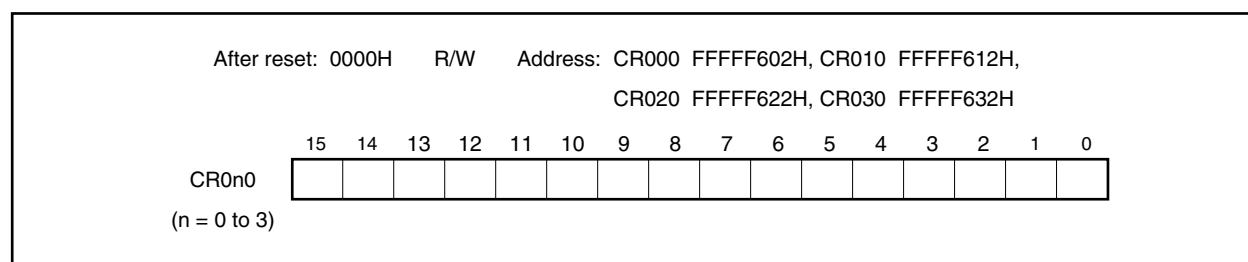 After reset: 0000H R/W Address: CR000 FFFFF602H, CR010 FFFFF612H,
CR020 FFFFF622H, CR030 FFFFF632H
15 14 13 12 11 10 9 8 7 6 5 4 3 2 1 0
CR0n0
(n = 0 to 3)